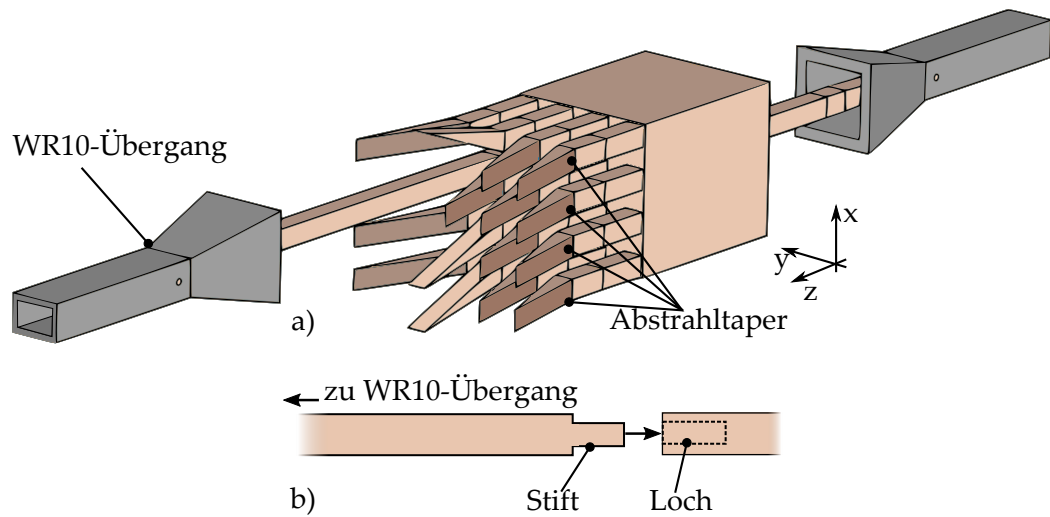 WR10-Übergang
x
y
z
a)
Abstrahltaper
zu WR10-Übergang
b)
Stift
Loch